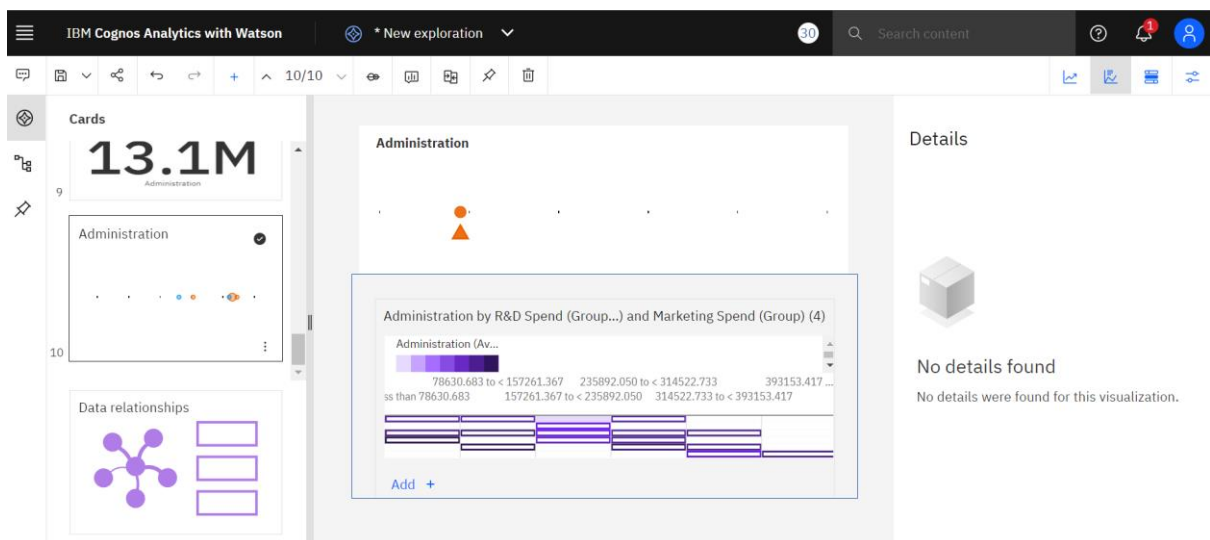 IBM Cognos Analytics with Watson
* New exploration
30
Search content
1
10/10
Cards
13.1M
Administration
9
Administration
10
Data relationships
Administration
Administration by R&D Spend (Group...) and Marketing Spend (Group) (4)
Administration (Av...
78630.683 to < 157261.367 235892.050 to < 314522.733 393153.417 ...
ss than 78630.683 157261.367 to < 235892.050 314522.733 to < 393153.417
Add +
Details
No details found
No details were found for this visualization.